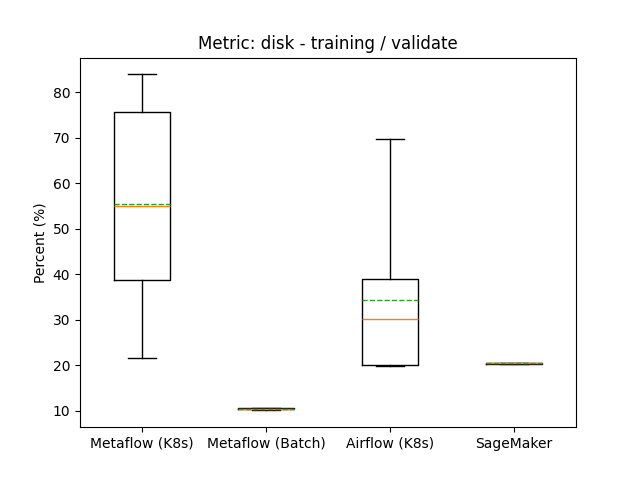 Metric: disk - training / validate
Percent (%)
80
70
60
50
40
30
20
10
Metaflow (K8s) Metaflow (Batch) Airflow (K8s) SageMaker